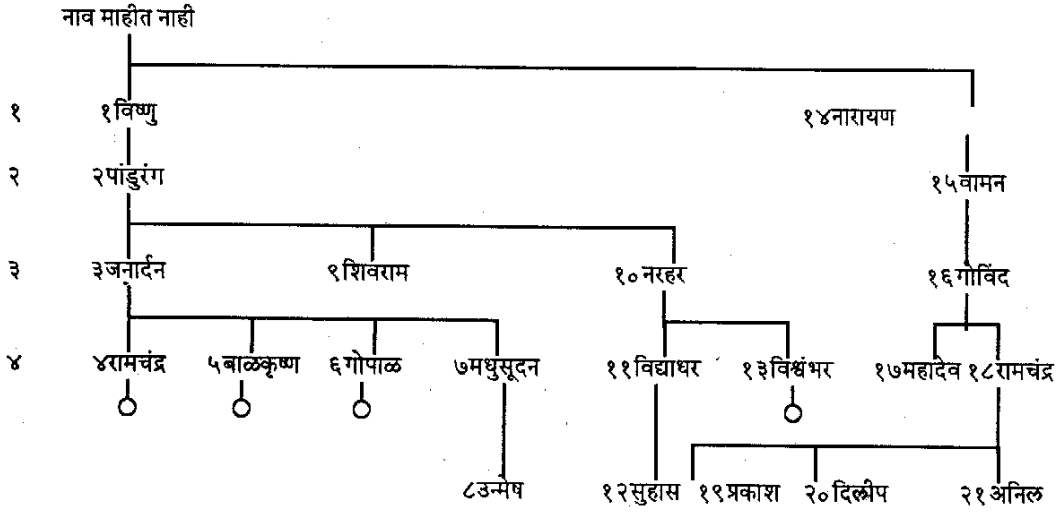 नाव माहीत नाही
१ १विष्णु १४नारायण
२ २पांडुरंग १५वामन
३ ३जनार्दन ९शिवराम १०नरहर १६गोविंद
४ ४रामचंद्र ५बाळकृष्ण ६गोपाळ ७मधुसूदन ११विद्याधर १३विश्वंभर १७महादेव १८रामचंद्र
८उन्मेष १२सुहास १९प्रकाश २०दिलीप २१अनिल